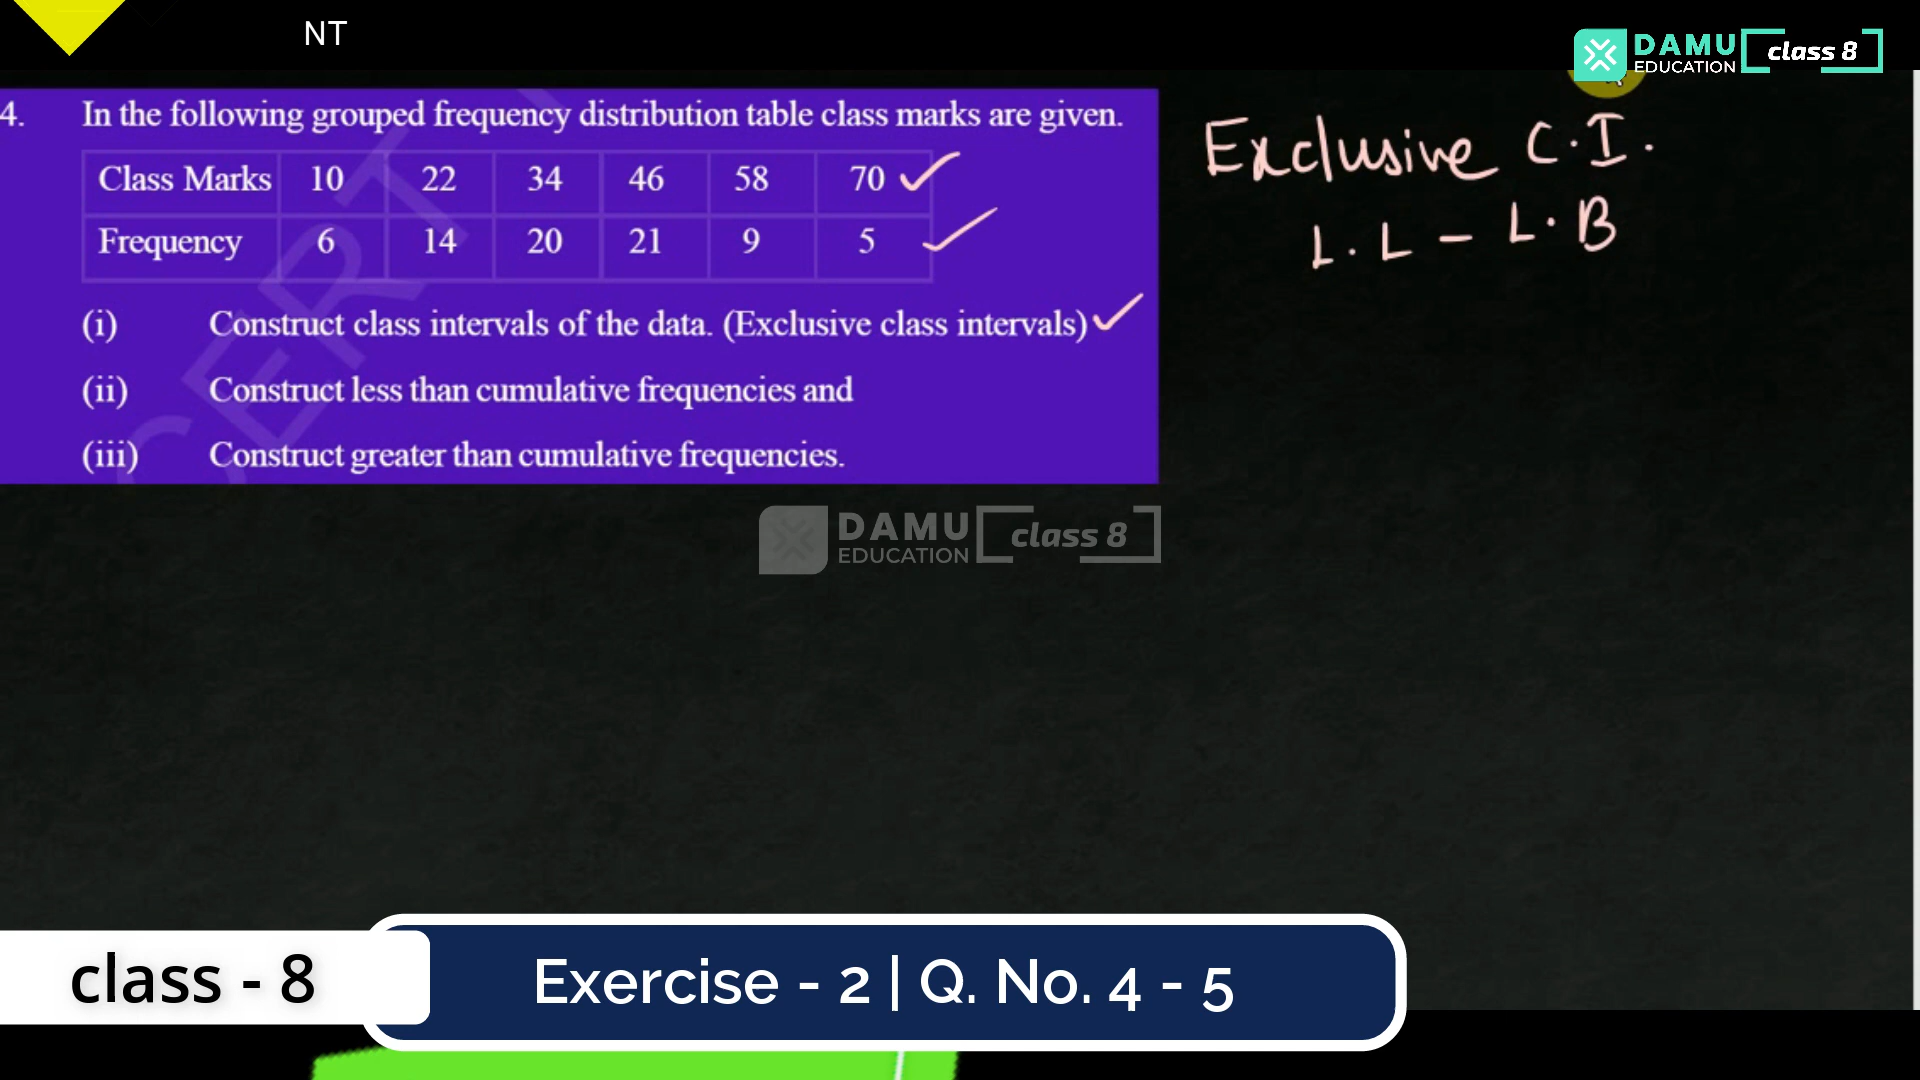 NT
DAMU
EDUCATION
class 8
4. In the following grouped frequency distribution table class marks are given.
Class Marks 10 22 34 46 58 70
Frequency 6 14 20 21 9 5
(i) Construct class intervals of the data. (Exclusive class intervals)
(ii) Construct less than cumulative frequencies and
(iii) Construct greater than cumulative frequencies.
Exclusive C.I.
L.L - L.B
CERT
DAMU
EDUCATION
class 8
class - 8
Exercise - 2 | Q. No. 4 - 5